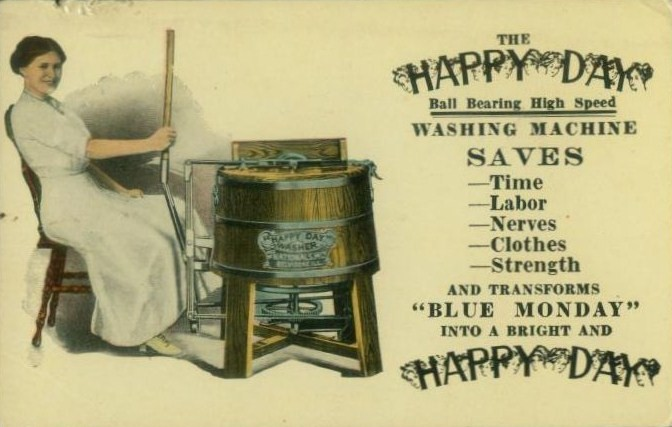 THE
HAPPY DAY
Ball Bearing High Speed
WASHING MACHINE
SAVES
—Time
—Labor
—Nerves
—Clothes
—Strength
AND TRANSFORMS
"BLUE MONDAY"
INTO A BRIGHT AND
HAPPY DAY
HAPPY DAY
WASHER